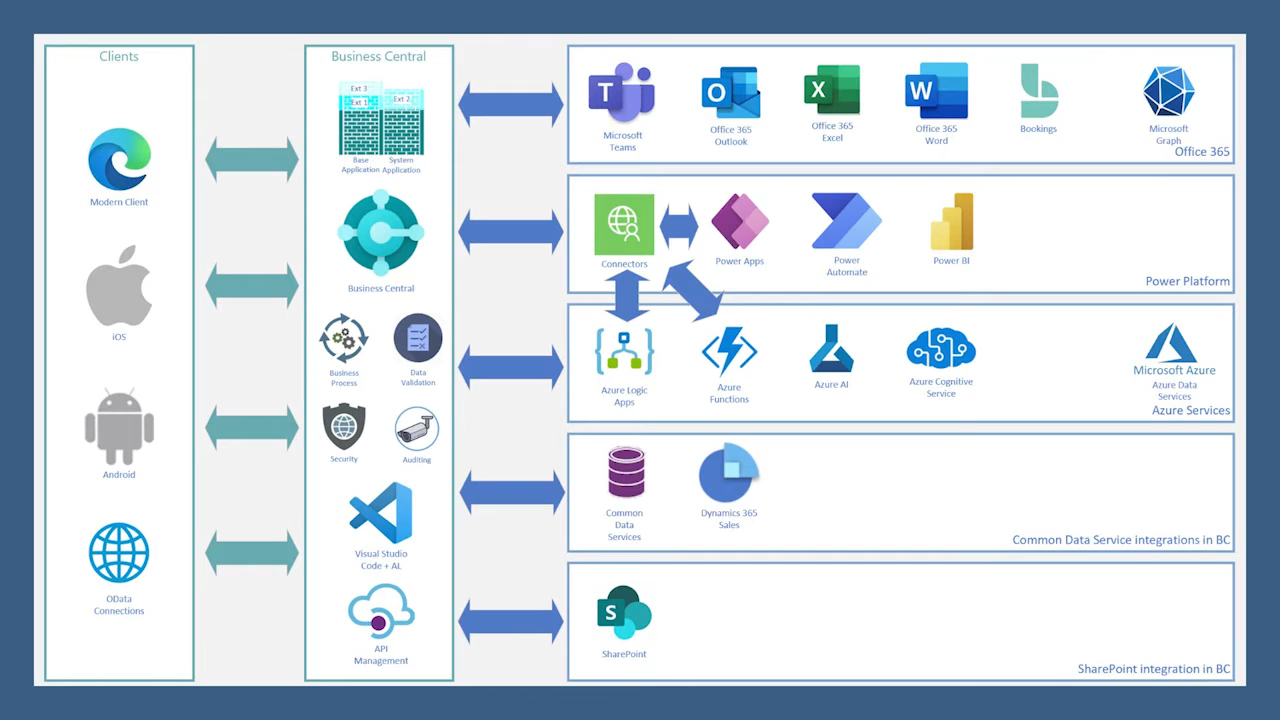 Clients
Modern Client
iOS
Android
OData
Connections
Business Central
Ext 3
Ext 1
Ext 2
Base
Application
System
Application
Business Central
Business
Process
Data
Validation
Security
Auditing
Visual Studio
Code + AL
API
Management
T
Microsoft
Teams
O
Office 365
Outlook
X
Office 365
Excel
W
Office 365
Word
Bookings
Microsoft
Graph
Office 365
Connectors
Power Apps
Power
Automate
Power BI
Power Platform
Azure Logic
Apps
Azure
Functions
Azure AI
Azure Cognitive
Service
Microsoft Azure
Azure Data
Services
Azure Services
Common
Data
Services
Dynamics 365
Sales
Common Data Service integrations in BC
S
SharePoint
SharePoint integration in BC